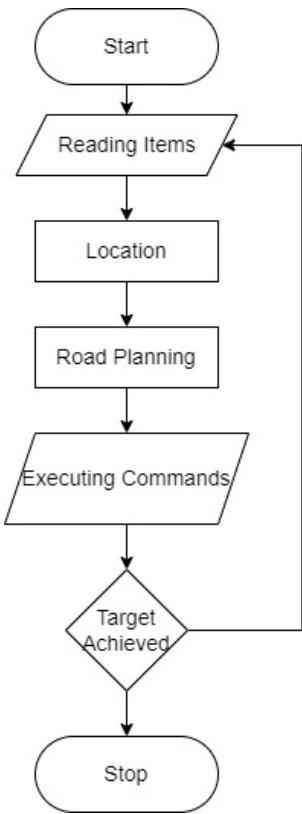 Start
Reading Items
Location
Road Planning
Executing Commands
Target
Achieved
Stop